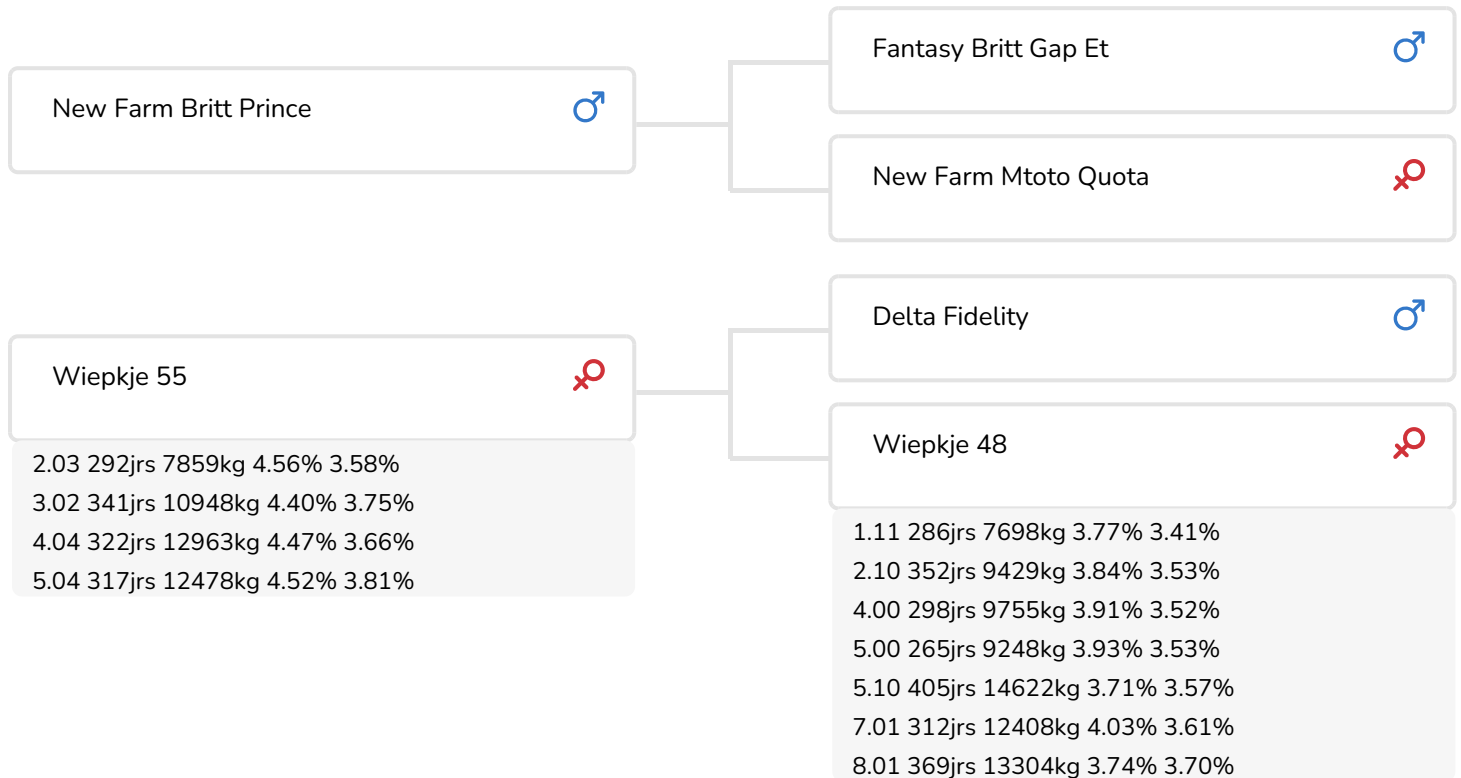 New Farm Britt Prince
Fantasy Britt Gap Et
New Farm Mtoto Quota
Wiepkje 55
2.03 292jrs 7859kg 4.56% 3.58%
3.02 341jrs 10948kg 4.40% 3.75%
4.04 322jrs 12963kg 4.47% 3.66%
5.04 317jrs 12478kg 4.52% 3.81%
Delta Fidelity
Wiepkje 48
1.11 286jrs 7698kg 3.77% 3.41%
2.10 352jrs 9429kg 3.84% 3.53%
4.00 298jrs 9755kg 3.91% 3.52%
5.00 265jrs 9248kg 3.93% 3.53%
5.10 405jrs 14622kg 3.71% 3.57%
7.01 312jrs 12408kg 4.03% 3.61%
8.01 369jrs 13304kg 3.74% 3.70%